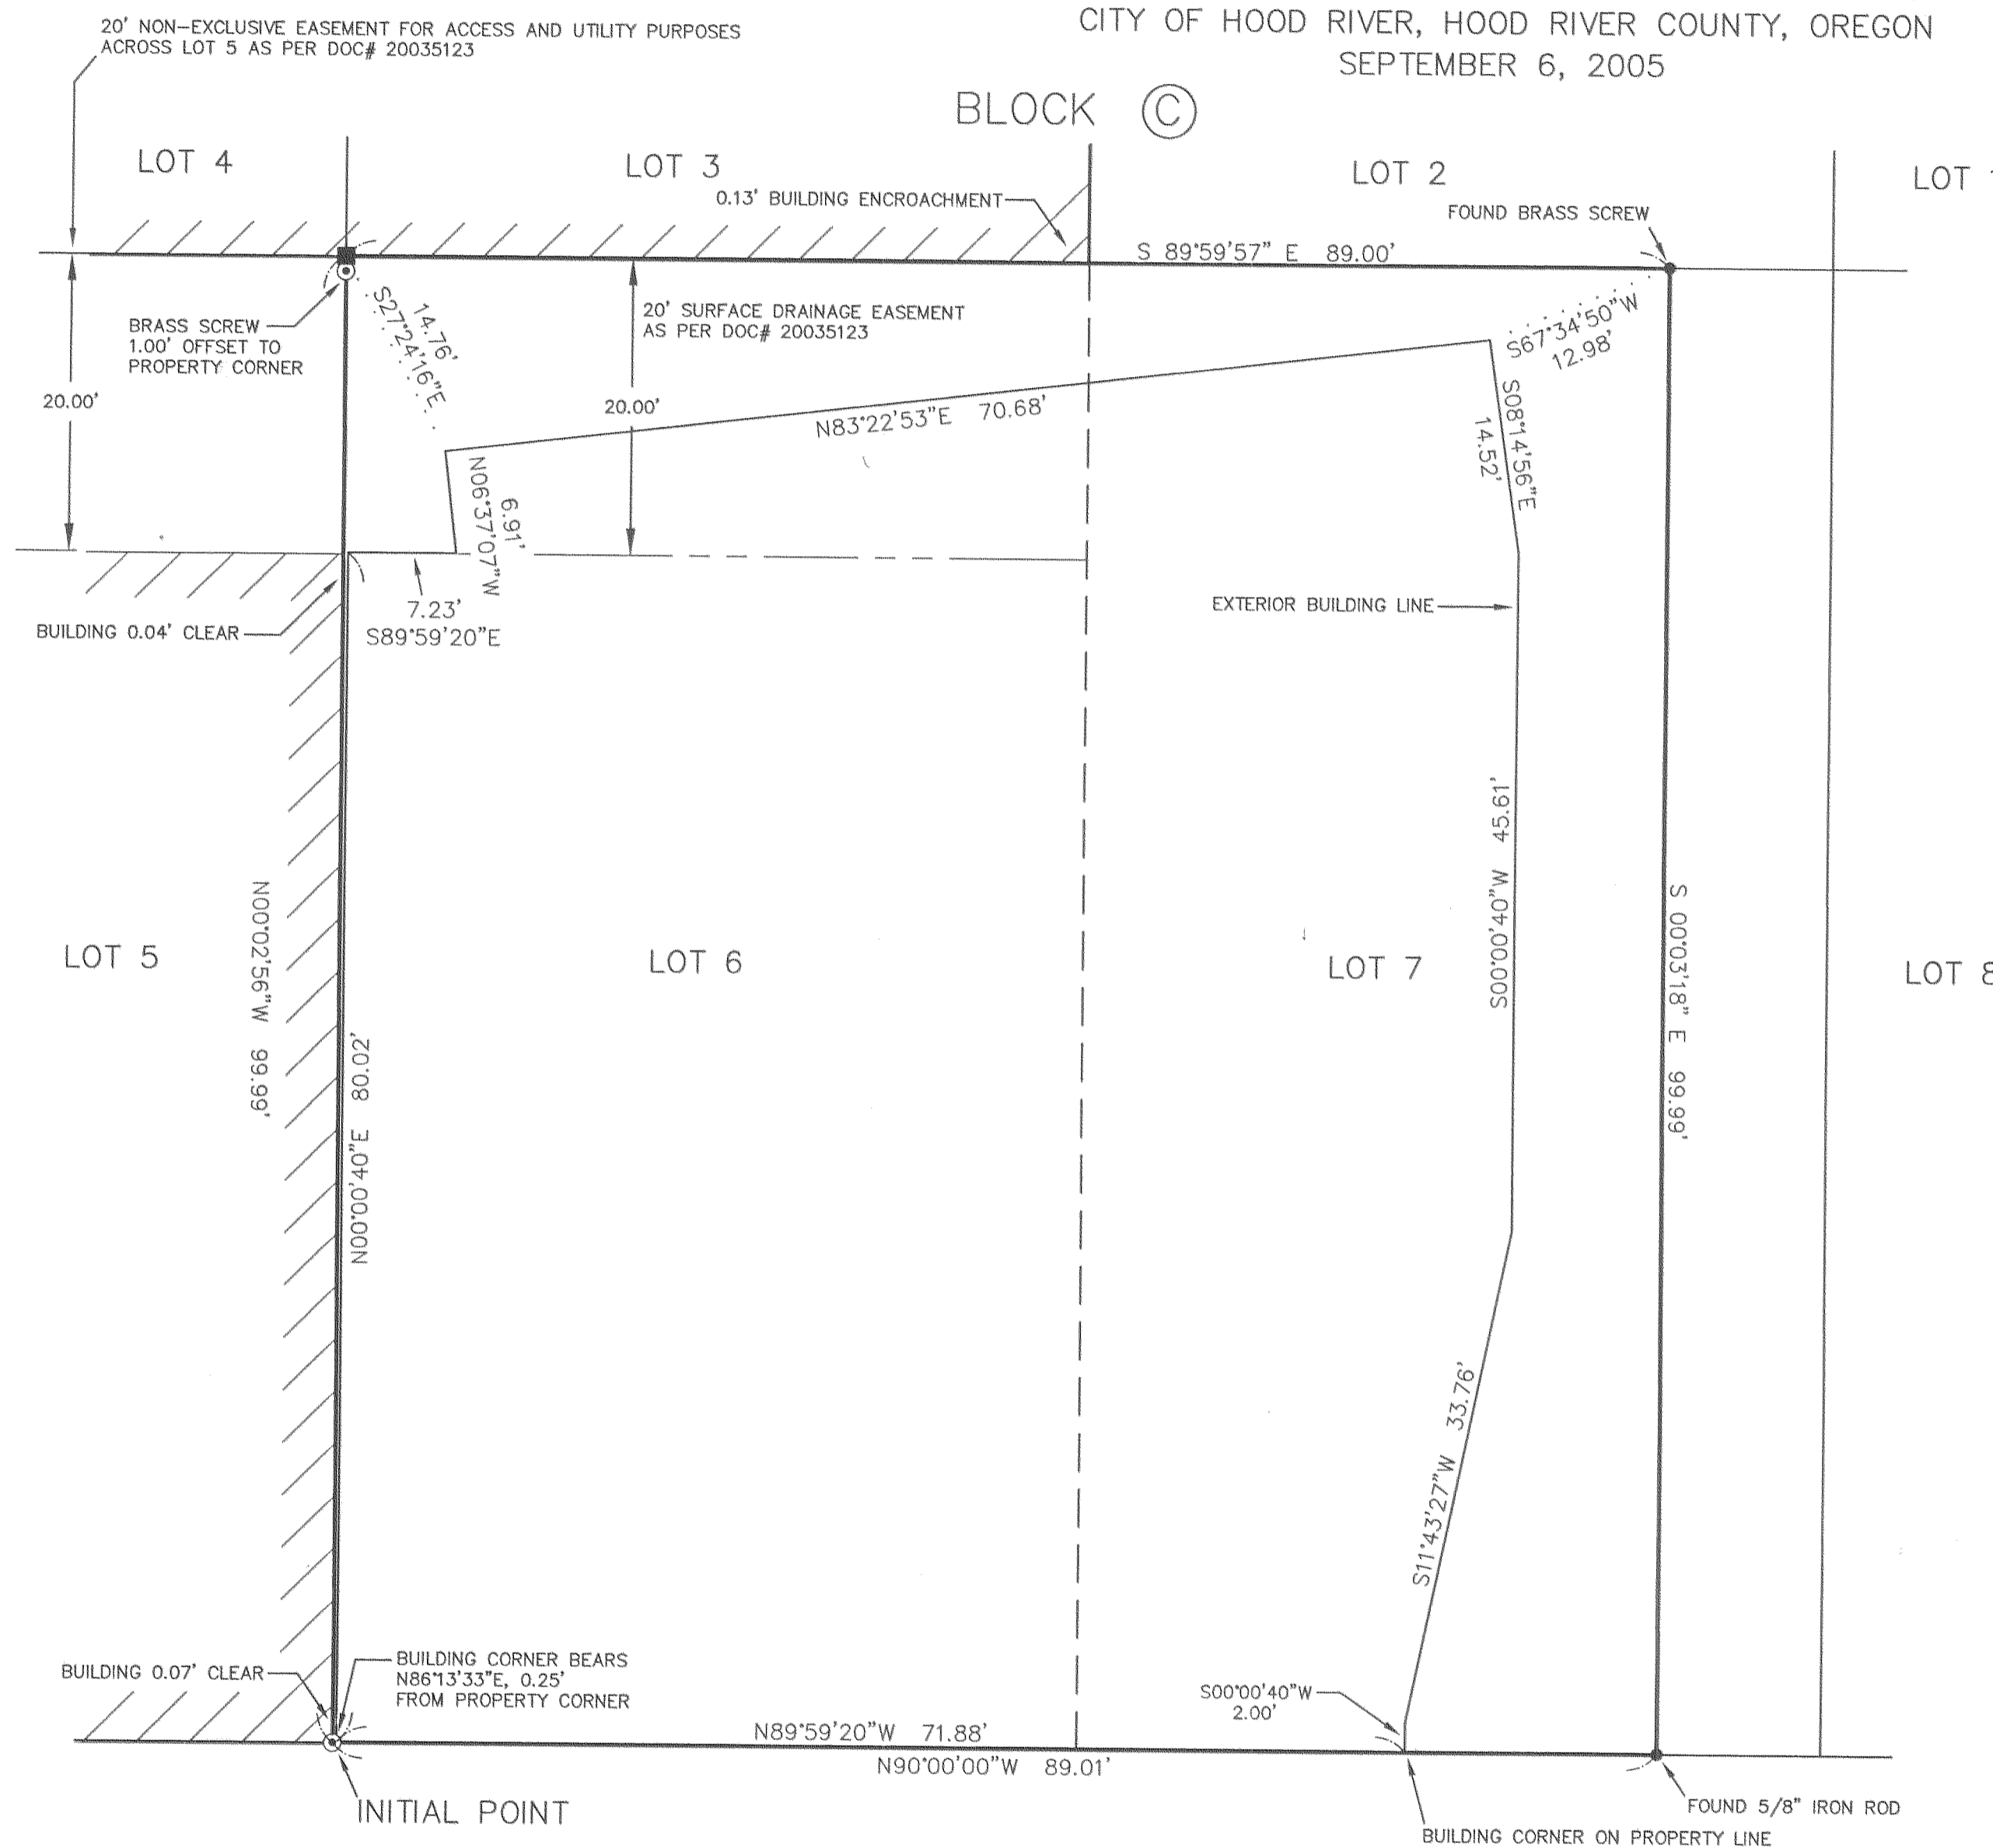 CITY OF HOOD RIVER, HOOD RIVER COUNTY, OREGON
SEPTEMBER 6, 2005
20' NON-EXCLUSIVE EASEMENT FOR ACCESS AND UTILITY PURPOSES
ACROSS LOT 5 AS PER DOC# 20035123
BLOCK C
LOT 4
LOT 3
LOT 2
LOT 1
0.13' BUILDING ENCROACHMENT
FOUND BRASS SCREW
S 89°59'57" E 89.00'
BRASS SCREW
1.00' OFFSET TO
PROPERTY CORNER
14.76'
S27°24'16"E
20' SURFACE DRAINAGE EASEMENT
AS PER DOC# 20035123
S67°34'50"W
12.98'
20.00'
20.00'
N83°22'53"E 70.68'
S08°14'56"E
14.52'
6.91'
N06°37'07"W
7.23'
S89°59'20"E
BUILDING 0.04' CLEAR
EXTERIOR BUILDING LINE
S00°00'40"W 45.61'
N00°02'56"W 99.99'
S 00°03'18" E 99.99'
LOT 5
LOT 6
LOT 7
LOT 8
N00°00'40"E 80.02'
S11°43'27"W 33.76'
BUILDING 0.07' CLEAR
BUILDING CORNER BEARS
N86°13'33"E, 0.25'
FROM PROPERTY CORNER
S00°00'40"W
2.00'
N89°59'20"W 71.88'
N90°00'00"W 89.01'
INITIAL POINT
FOUND 5/8" IRON ROD
BUILDING CORNER ON PROPERTY LINE